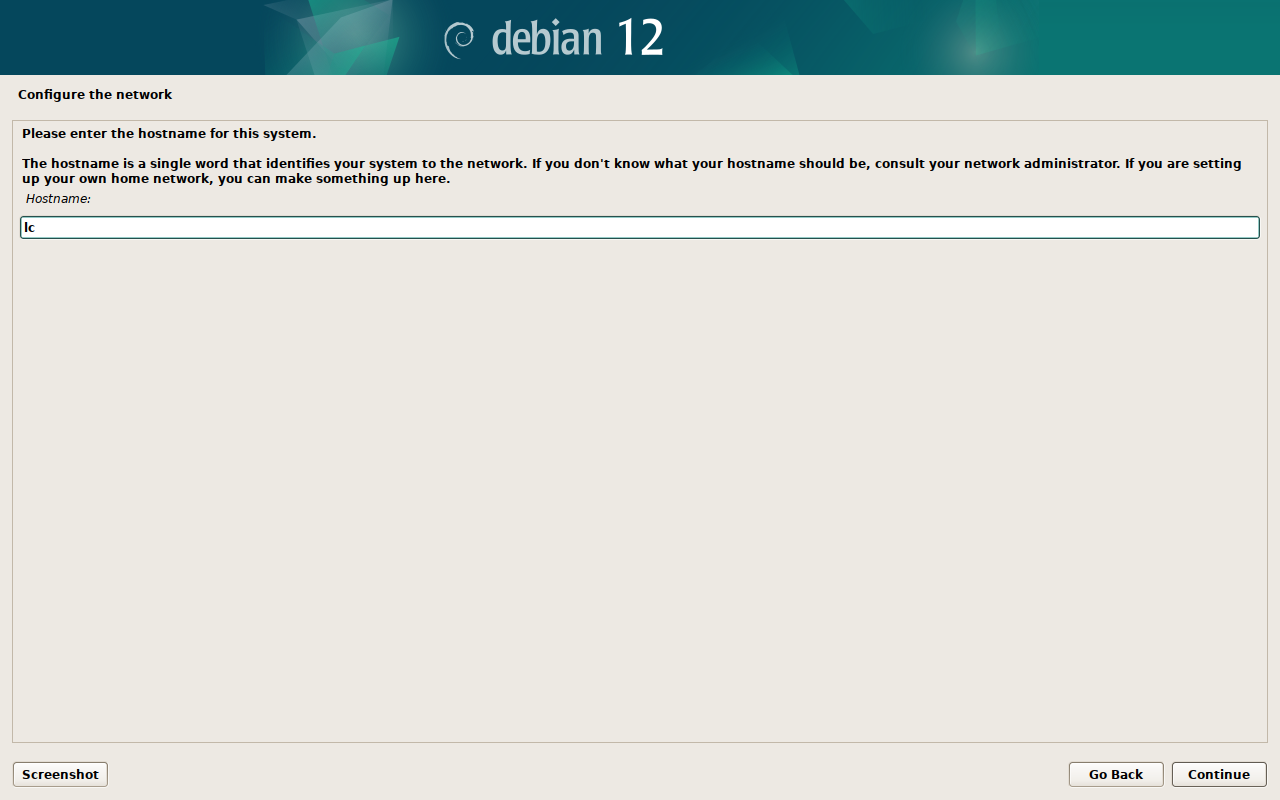 debian 12
Configure the network
Please enter the hostname for this system.
The hostname is a single word that identifies your system to the network. If you don't know what your hostname should be, consult your network administrator. If you are setting
up your own home network, you can make something up here.
Hostname:
lc
Screenshot
Go Back
Continue